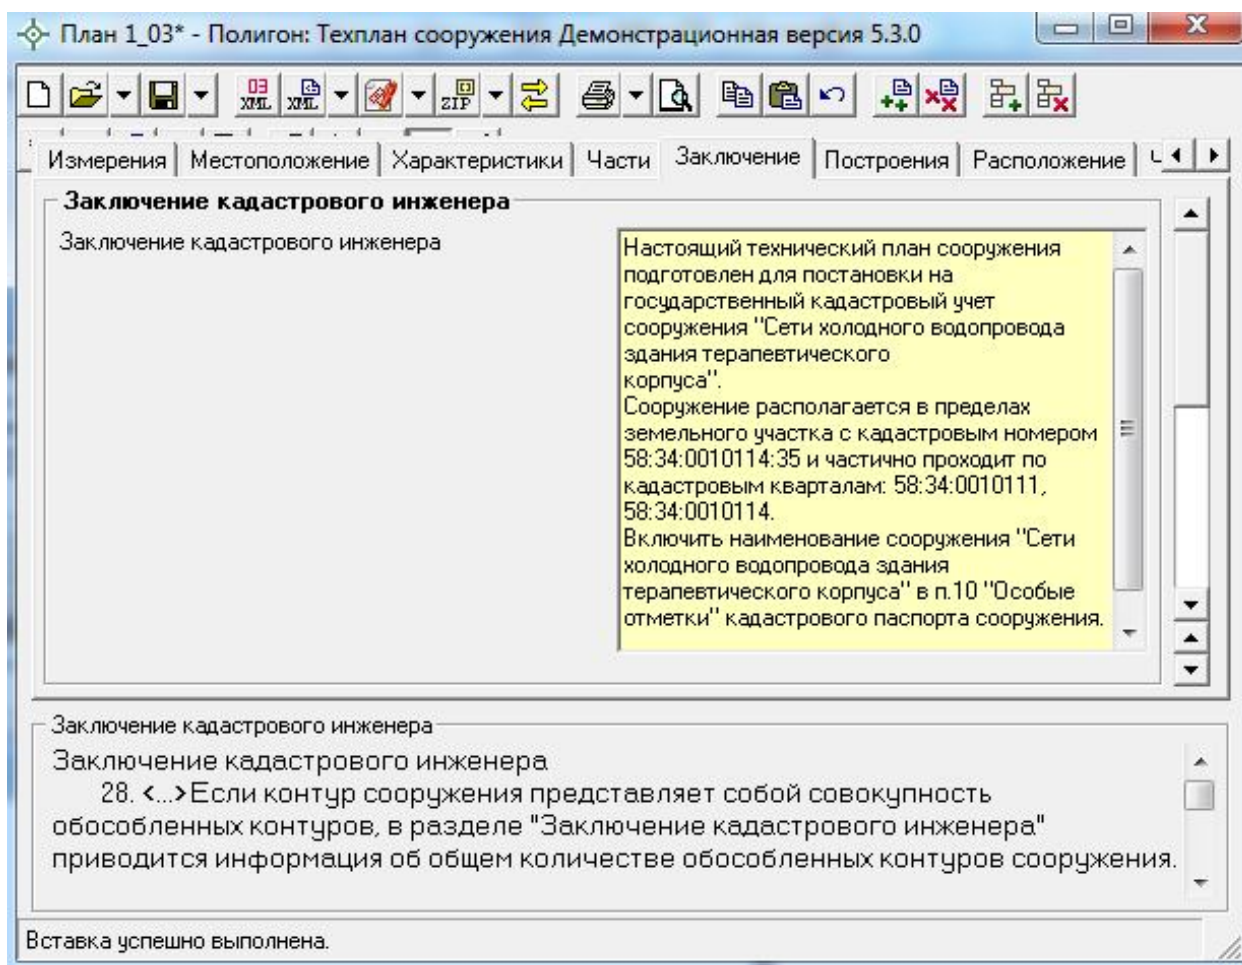 План 1_03* - Полигон: Техплан сооружения Демонстрационная версия 5.3.0
03 XML XML ZIP
Измерения Местоположение Характеристики Части Заключение Построения Расположение
Заключение кадастрового инженера
Заключение кадастрового инженера
Настоящий технический план сооружения
подготовлен для постановки на
государственный кадастровый учет
сооружения "Сети холодного водопровода
здания терапевтического
корпуса".
Сооружение располагается в пределах
земельного участка с кадастровым номером
58:34:0010114:35 и частично проходит по
кадастровым кварталам: 58:34:0010111,
58:34:0010114.
Включить наименование сооружения "Сети
холодного водопровода здания
терапевтического корпуса" в п.10 "Особые
отметки" кадастрового паспорта сооружения.
Заключение кадастрового инженера
Заключение кадастрового инженера
28. <...> Если контур сооружения представляет собой совокупность
обособленных контуров, в разделе "Заключение кадастрового инженера"
приводится информация об общем количестве обособленных контуров сооружения.
Вставка успешно выполнена.